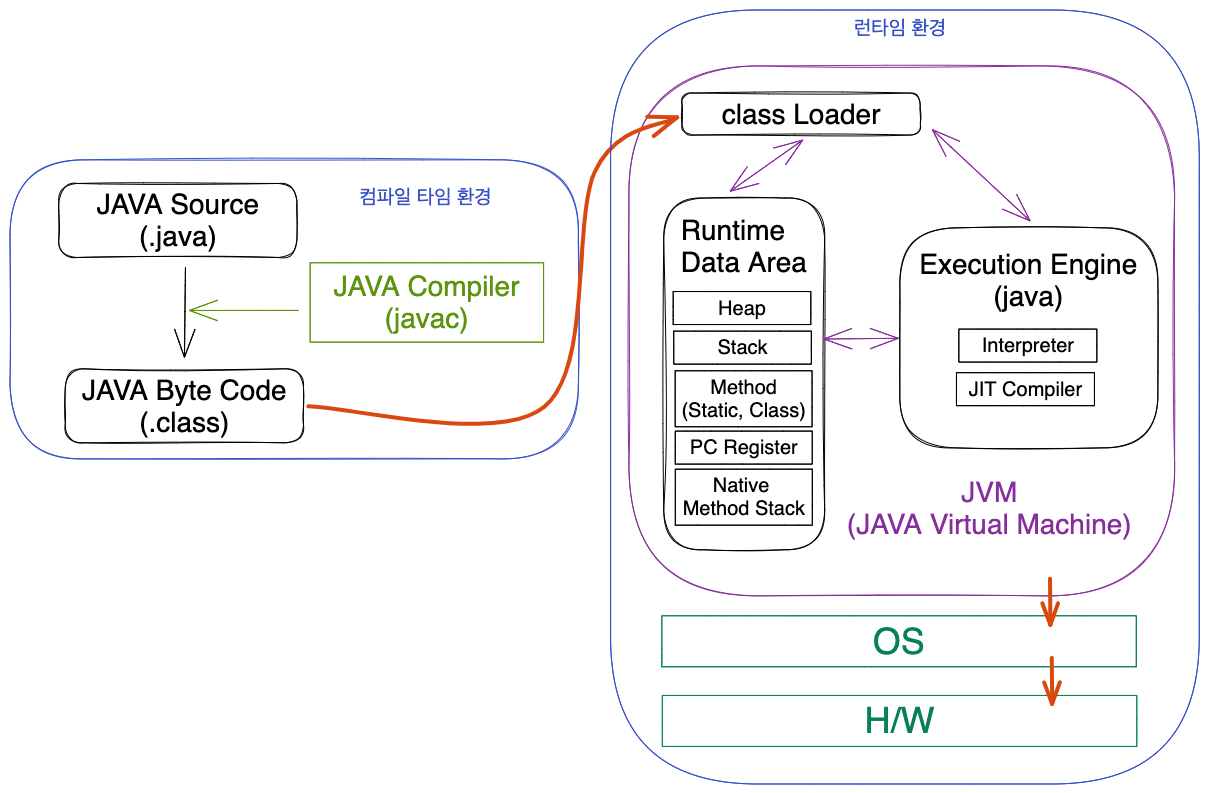 컴파일 타임 환경
JAVA Source
(.java)
JAVA Compiler
(javac)
JAVA Byte Code
(.class)
런타임 환경
class Loader
Runtime
Data Area
Heap
Stack
Method
(Static, Class)
PC Register
Native
Method Stack
Execution Engine
(java)
Interpreter
JIT Compiler
JVM
(JAVA Virtual Machine)
OS
H/W